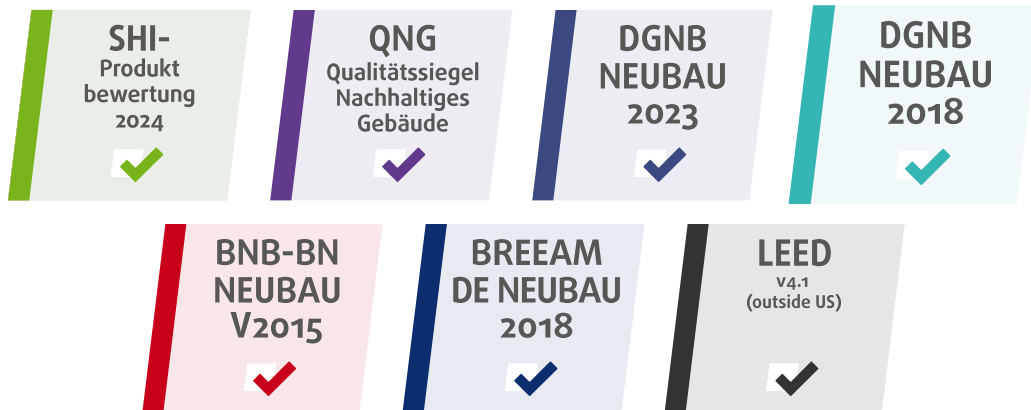 SHI-
Produkt
bewertung
2024
QNG
Qualitätssiegel
Nachhaltiges
Gebäude
DGNB
NEUBAU
2023
DGNB
NEUBAU
2018
BNB-BN
NEUBAU
V2015
BREEAM
DE NEUBAU
2018
LEED
v4.1
(outside US)